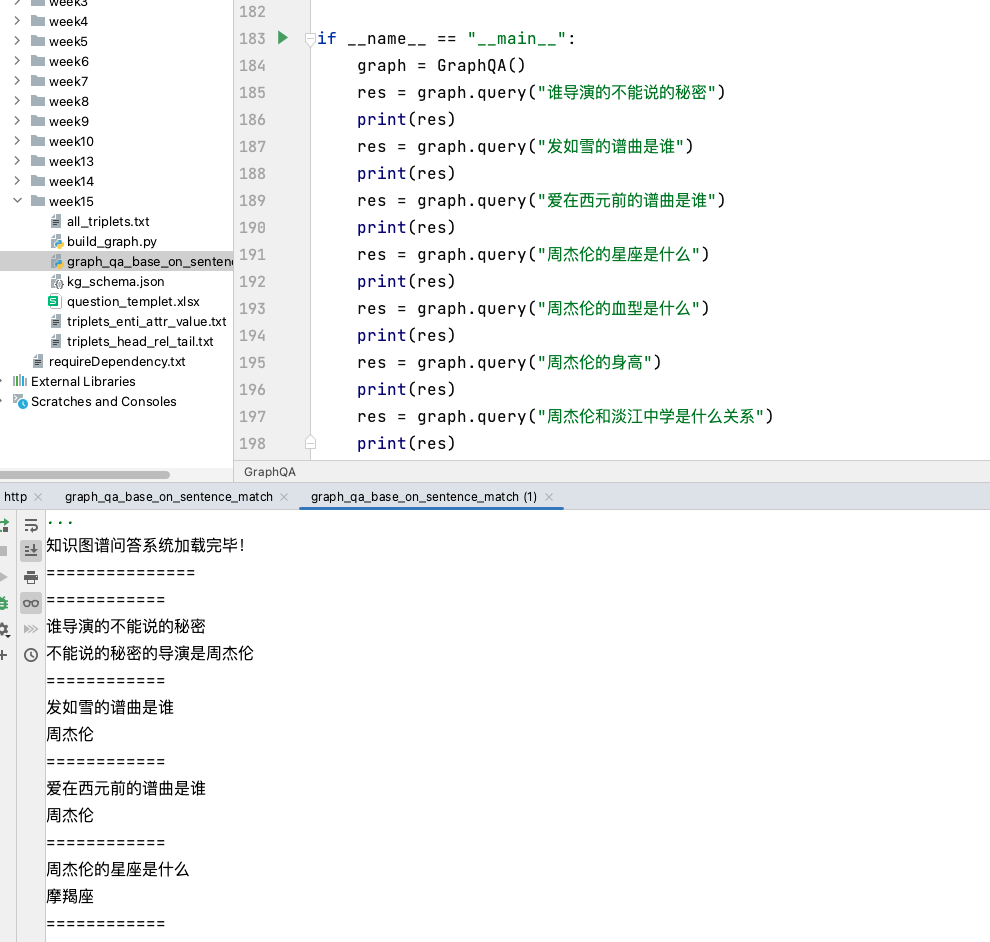 week3
week4
week5
week6
week7
week8
week9
week10
week13
week14
week15
all_triplets.txt
build_graph.py
graph_qa_base_on_senten
kg_schema.json
question_templet.xlsx
triplets_enti_attr_value.txt
triplets_head_rel_tail.txt
requireDependency.txt
External Libraries
Scratches and Consoles
182
183 if __name__ == "__main__":
184 graph = GraphQA()
185 res = graph.query("谁导演的不能说的秘密")
186 print(res)
187 res = graph.query("发如雪的谱曲是谁")
188 print(res)
189 res = graph.query("爱在西元前的谱曲是谁")
190 print(res)
191 res = graph.query("周杰伦的星座是什么")
192 print(res)
193 res = graph.query("周杰伦的血型是什么")
194 print(res)
195 res = graph.query("周杰伦的身高")
196 print(res)
197 res = graph.query("周杰伦和淡江中学是什么关系")
198 print(res)
GraphQA
http graph_qa_base_on_sentence_match graph_qa_base_on_sentence_match (1)
...
知识图谱问答系统加载完毕!
===============
============
谁导演的不能说的秘密
不能说的秘密的导演是周杰伦
============
发如雪的谱曲是谁
周杰伦
============
爱在西元前的谱曲是谁
周杰伦
============
周杰伦的星座是什么
摩羯座
============